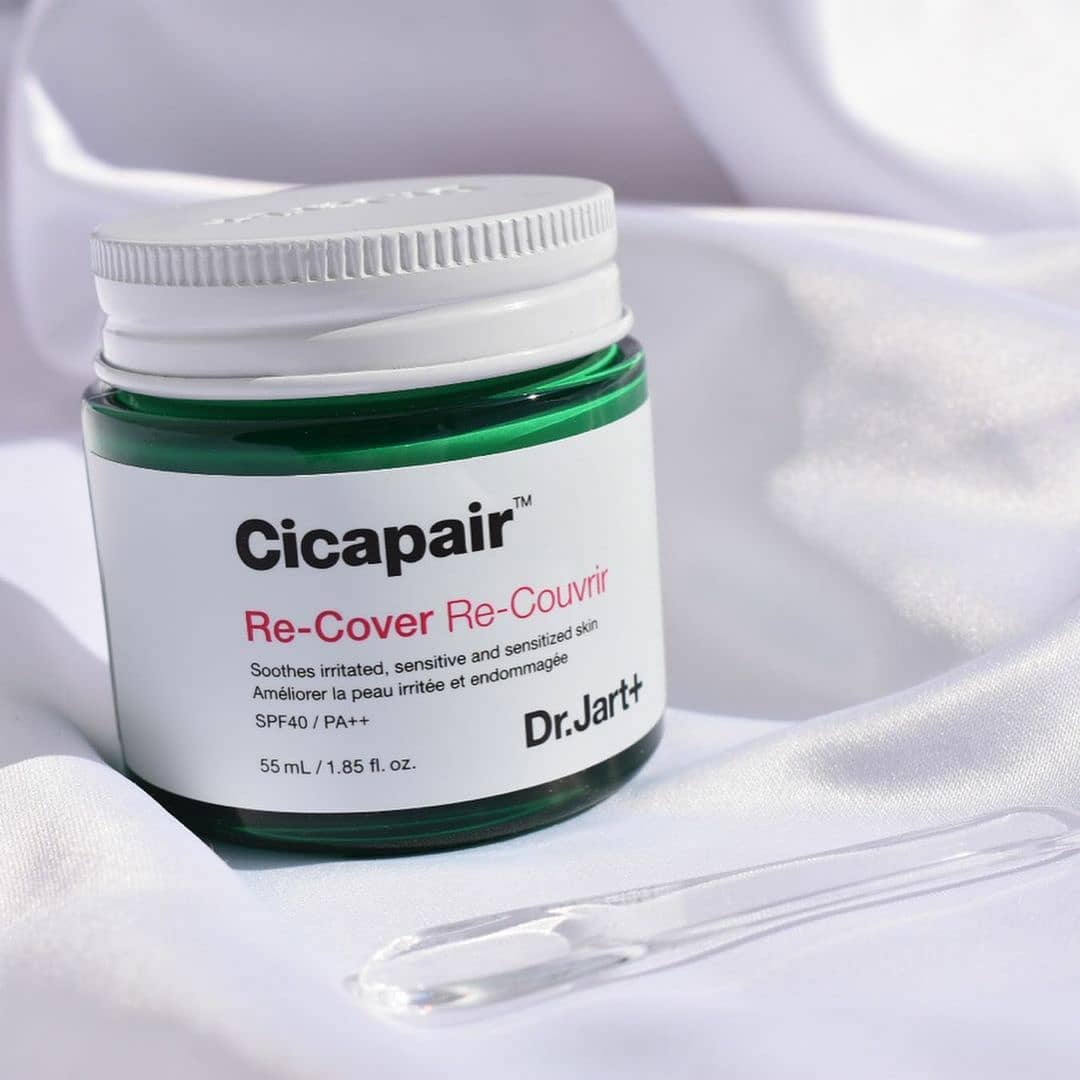 Cicapair™
Re-Cover Re-Couvrir
Soothes irritated, sensitive and sensitized skin
Améliorer la peau irritée et endommagée
SPF40 / PA++
Dr.Jart+
55 mL / 1.85 fl. oz.